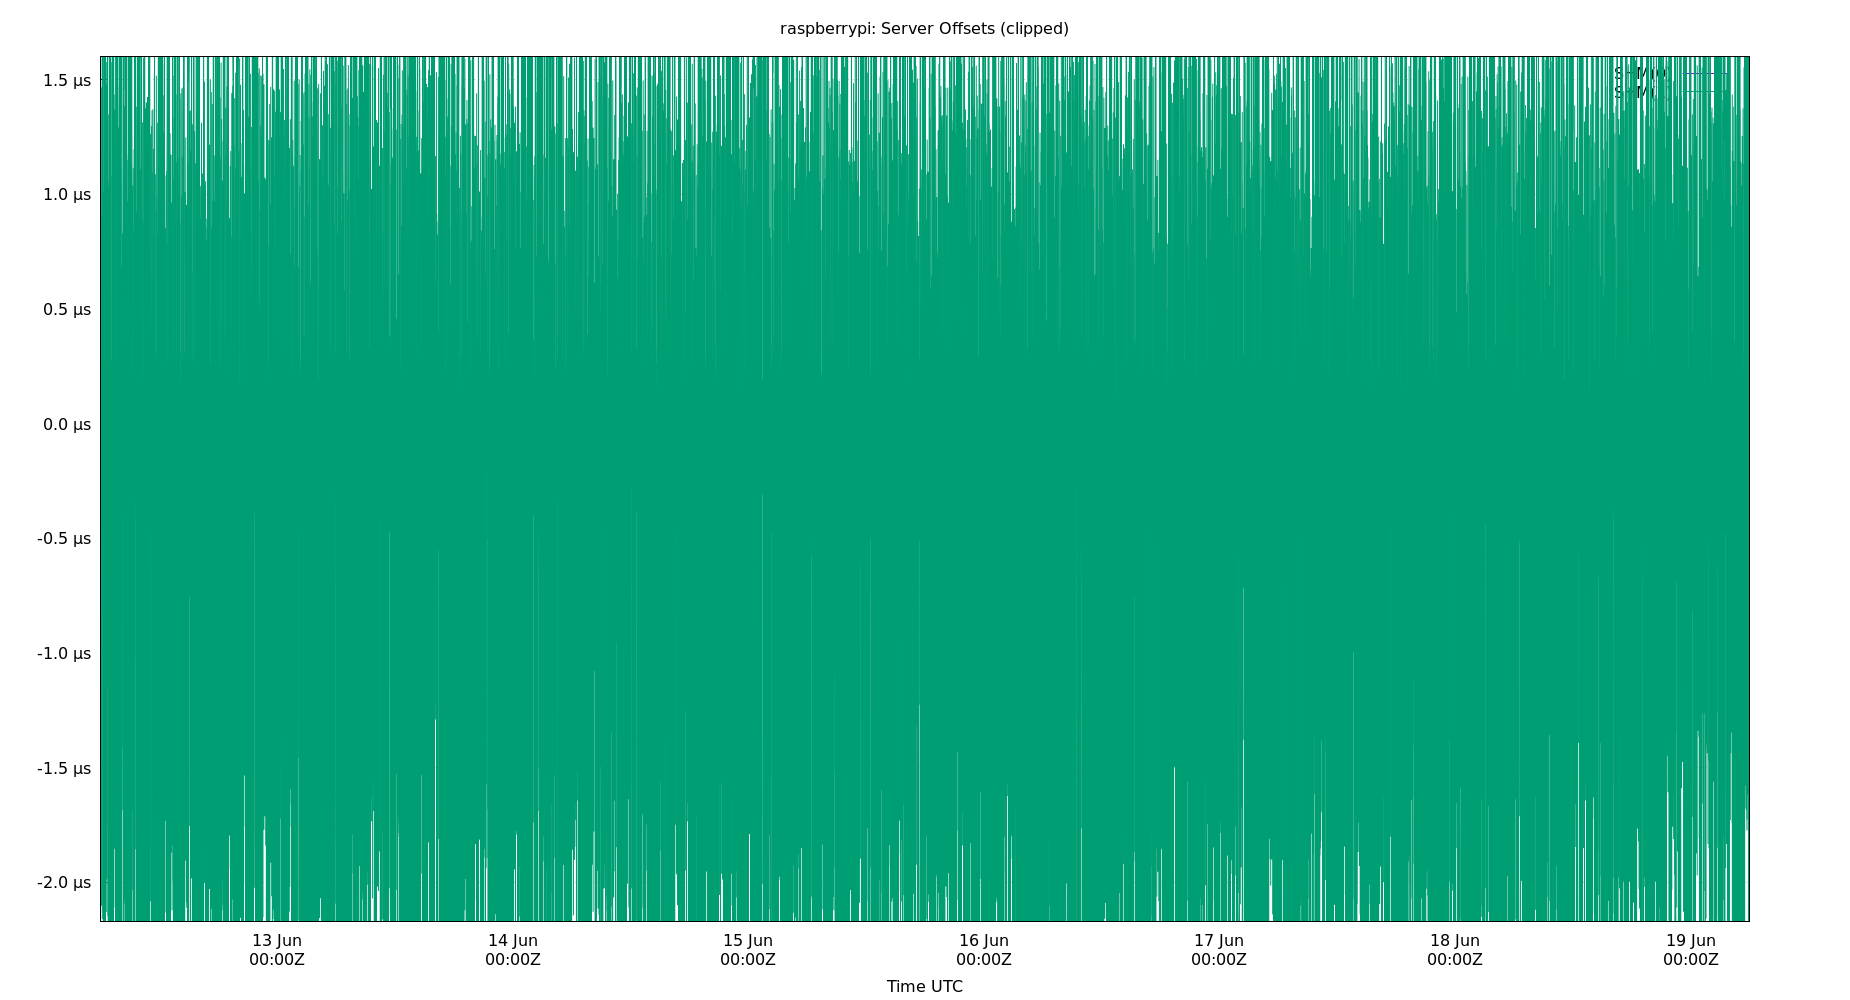 raspberrypi: Server Offsets (clipped)
1.5 µs
1.0 µs
0.5 µs
0.0 µs
-0.5 µs
-1.0 µs
-1.5 µs
-2.0 µs
13 Jun
00:00Z
14 Jun
00:00Z
15 Jun
00:00Z
16 Jun
00:00Z
17 Jun
00:00Z
18 Jun
00:00Z
19 Jun
00:00Z
Time UTC